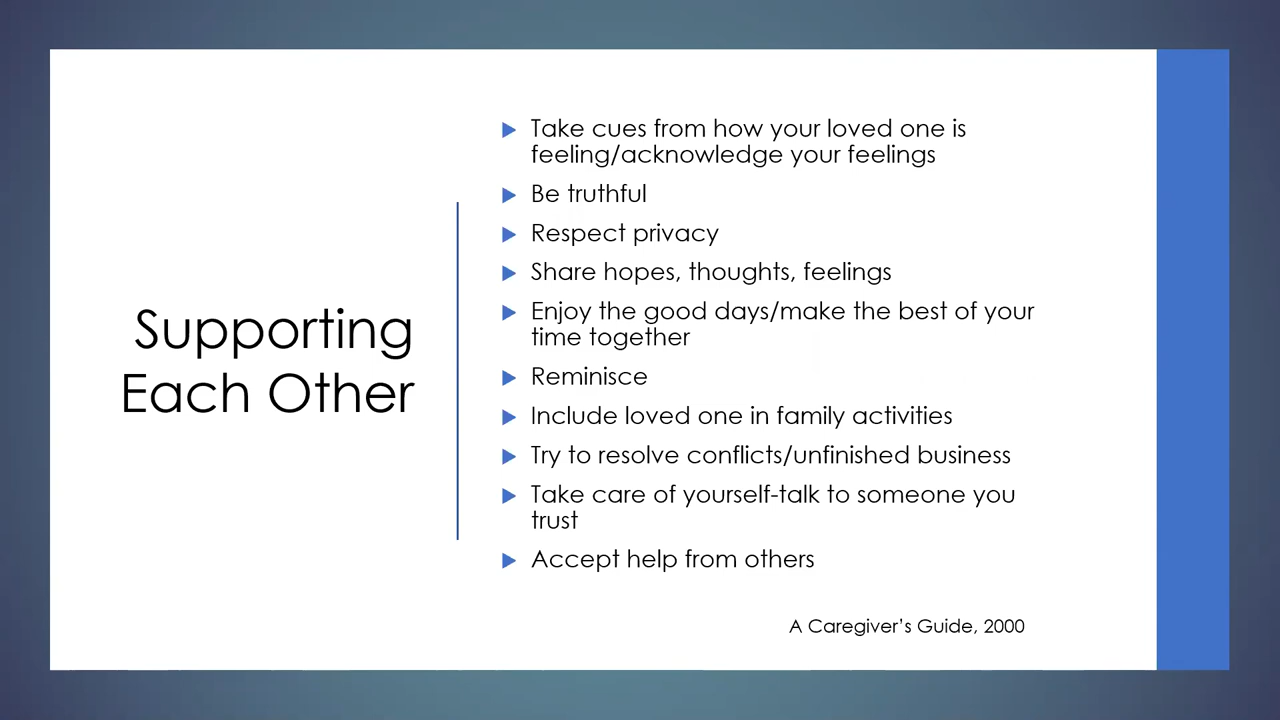 Supporting
Each Other
Take cues from how your loved one is
feeling/acknowledge your feelings
Be truthful
Respect privacy
Share hopes, thoughts, feelings
Enjoy the good days/make the best of your
time together
Reminisce
Include loved one in family activities
Try to resolve conflicts/unfinished business
Take care of yourself-talk to someone you
trust
Accept help from others
A Caregiver's Guide, 2000